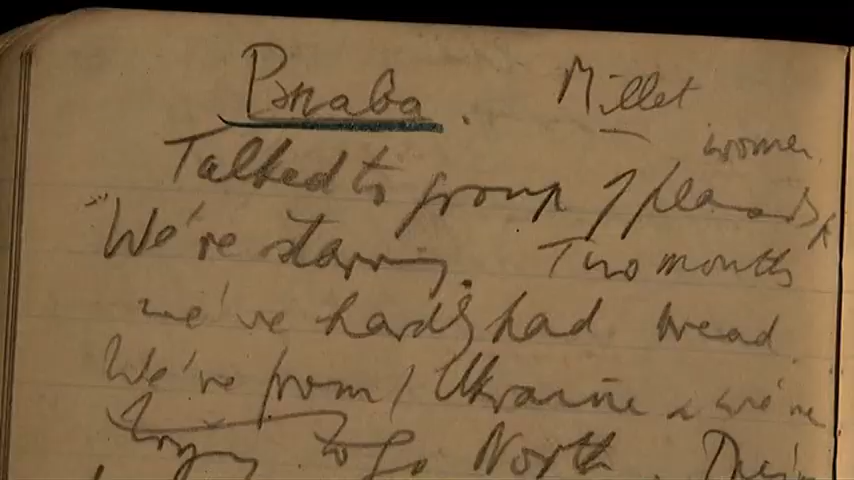 Millet
women
Talked to group of peasants
"We're starving. Two months
we've hardly had bread.
We're from Ukraine & we're
trying to go North.